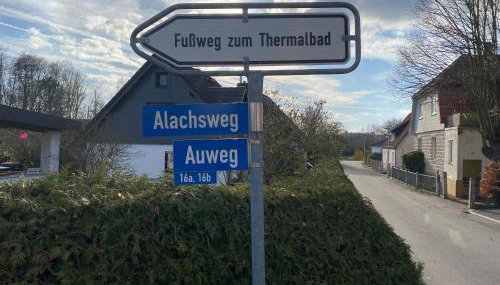 Fußweg zum Thermalbad
Alachsweg
Auweg
16a, 16b